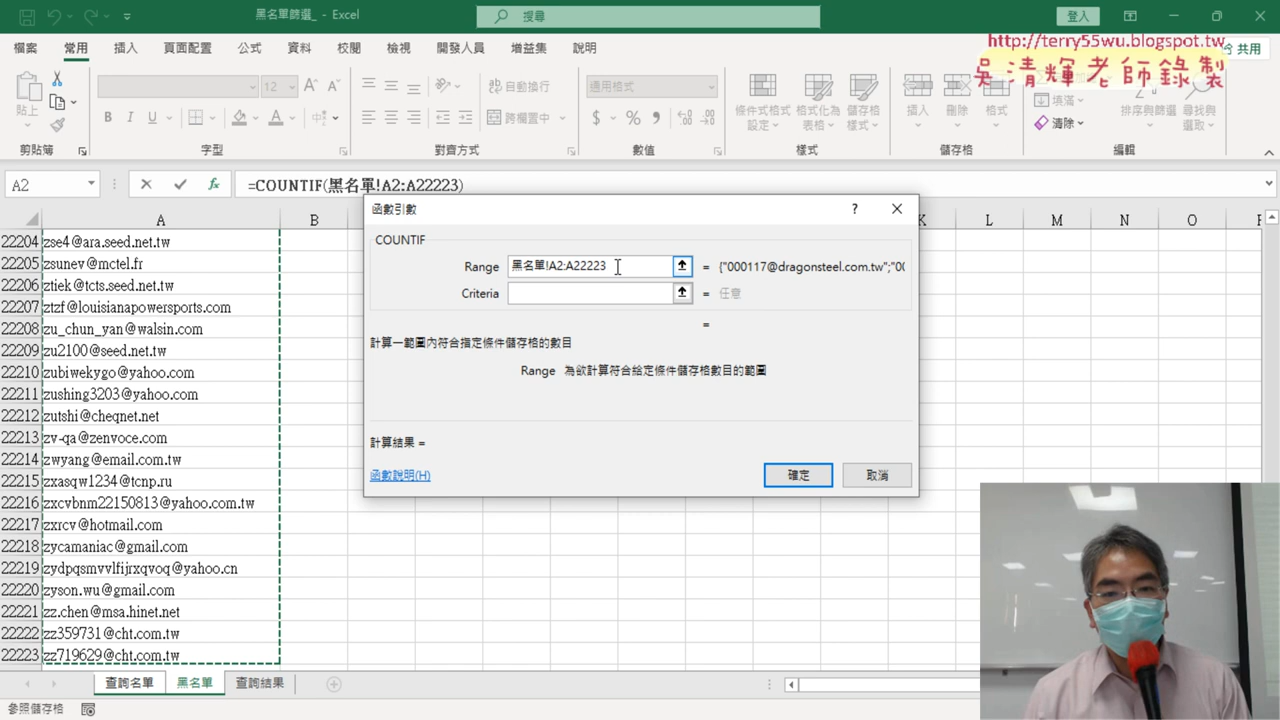 黑名單篩選_ - Excel
搜尋
登入
檔案 常用 插入 頁面配置 公式 資料 校閱 檢視 開發人員 增益集 說明
共用
http://terry55wu.blogspot.tw
吳清輝老師錄製
貼上
12
自動換行
通用格式
條件式格式設定 格式化為表格 儲存格樣式
插入 刪除 格式
填滿
清除
排序與篩選 尋找與選取
B I U
跨欄置中
$ % ,
剪貼簿 字型 對齊方式 數值 樣式 儲存格 編輯
A2
fx
=COUNTIF(黑名單!A2:A22223)
A B K L M N O
22204 zse4@ara.seed.net.tw
22205 zsunev@mctel.fr
22206 ztiek@tcts.seed.net.tw
22207 ztzf@louisianapowersports.com
22208 zu_chun_yan@walsin.com
22209 zu2100@seed.net.tw
22210 zubiwekygo@yahoo.com
22211 zushing3203@yahoo.com
22212 zutshi@cheqnet.net
22213 zv-qa@zenvoce.com
22214 zwyang@email.com.tw
22215 zxasqw1234@tcnp.ru
22216 zxcvbnm22150813@yahoo.com.tw
22217 zxrcv@hotmail.com
22218 zycamaniac@gmail.com
22219 zydpqsmvvlfijrxqvoq@yahoo.cn
22220 zyson.wu@gmail.com
22221 zz.chen@msa.hinet.net
22222 zz359731@cht.com.tw
22223 zz719629@cht.com.tw
函數引數
?
COUNTIF
Range 黑名單!A2:A22223 = {"000117@dragonsteel.com.tw";"00
Criteria = 任意
=
計算一範圍內符合指定條件儲存格的數目
Range 為欲計算符合給定條件儲存格數目的範圍
計算結果 =
函數說明(H)
確定 取消
查詢名單 黑名單 查詢結果
參照儲存格